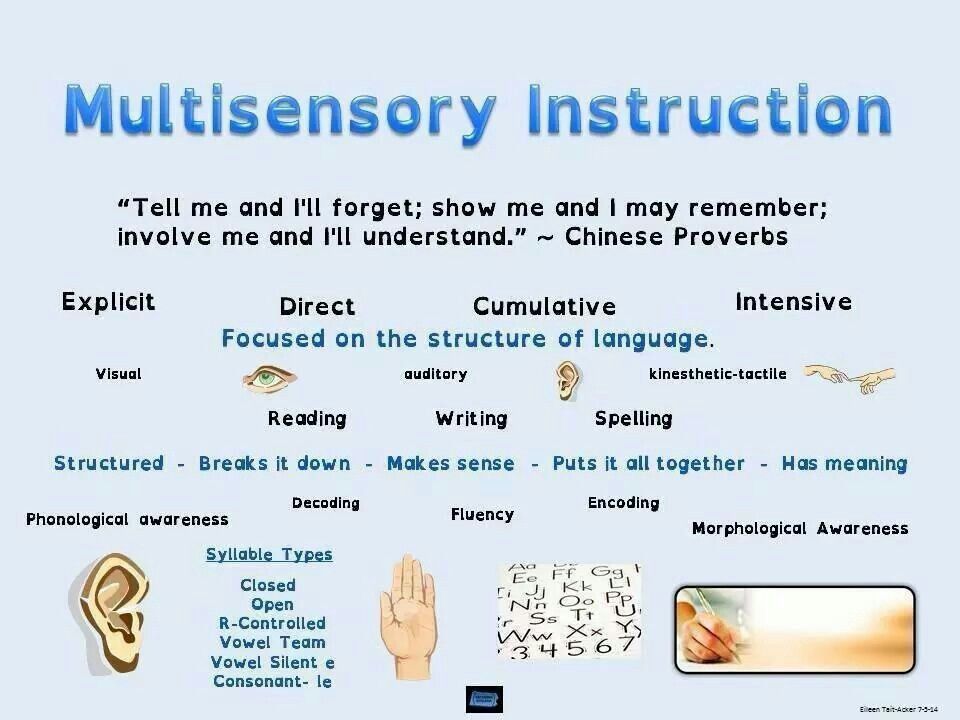 Multisensory Instruction
“Tell me and I'll forget; show me and I may remember;
involve me and I'll understand.” ~ Chinese Proverbs
Explicit Direct Cumulative Intensive
Focused on the structure of language.
Visual auditory kinesthetic-tactile
Reading Writing Spelling
Structured - Breaks it down - Makes sense - Puts it all together - Has meaning
Phonological awareness Decoding Fluency Encoding Morphological Awareness
Syllable Types
Closed
Open
R-Controlled
Vowel Team
Vowel Silent e
Consonant- le
Aa Ee Ff Gg
Jj Kk Ll
Nn Oo Pp
Ss Tt
Ww Xx Yy
3 4 5 6 7
Eileen Tait-Acker 7-3-14